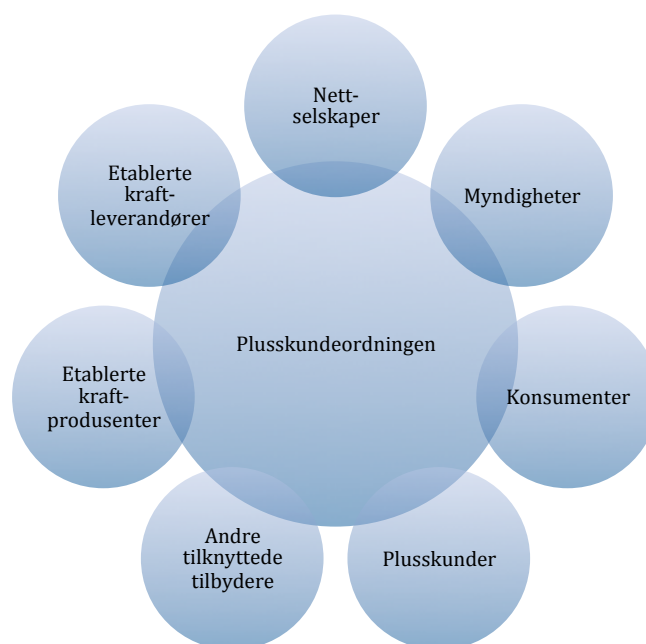 Nett-
selskaper
Etablerte
kraft-
leverandører
Myndigheter
Plusskundeordningen
Etablerte
kraft-
produsenter
Konsumenter
Andre
tilknyttede
tilbydere
Plusskunder